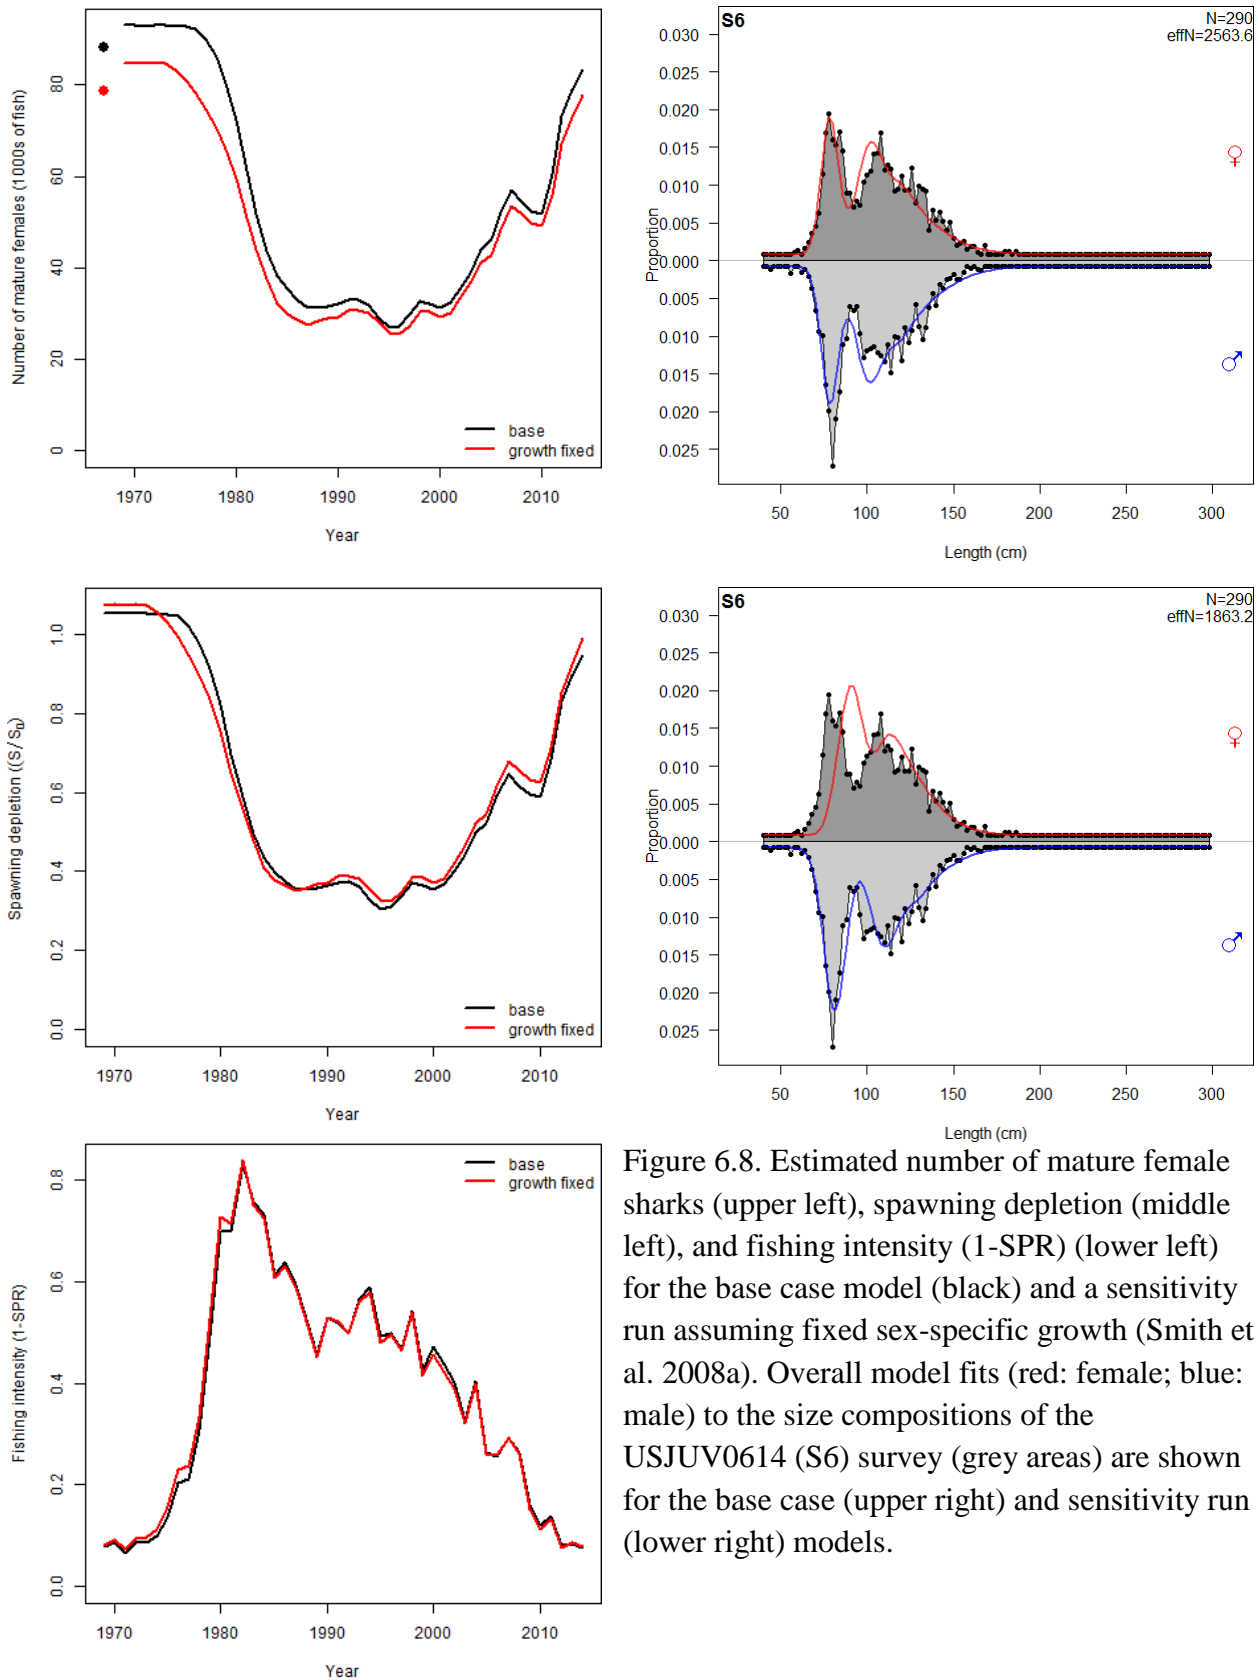 Number of mature females (1000s of fish)
80
60
40
20
0
base
growth fixed
1970 1980 1990 2000 2010
Year
S6
N=290
effN=2563.6
0.030
0.025
0.020
0.015
0.010
0.005
0.000
0.005
0.010
0.015
0.020
0.025
Proportion
♀
♂
50 100 150 200 250 300
Length (cm)
Spawning depletion ((S/S₀)
1.0
0.8
0.6
0.4
0.2
0.0
base
growth fixed
1970 1980 1990 2000 2010
Year
S6
N=290
effN=1863.2
0.030
0.025
0.020
0.015
0.010
0.005
0.000
0.005
0.010
0.015
0.020
0.025
Proportion
♀
♂
50 100 150 200 250 300
Length (cm)
Fishing intensity (1-SPR)
0.8
0.6
0.4
0.2
0.0
base
growth fixed
1970 1980 1990 2000 2010
Year
Figure 6.8. Estimated number of mature female
sharks (upper left), spawning depletion (middle
left), and fishing intensity (1-SPR) (lower left)
for the base case model (black) and a sensitivity
run assuming fixed sex-specific growth (Smith et
al. 2008a). Overall model fits (red: female; blue:
male) to the size compositions of the
USJUV0614 (S6) survey (grey areas) are shown
for the base case (upper right) and sensitivity run
(lower right) models.